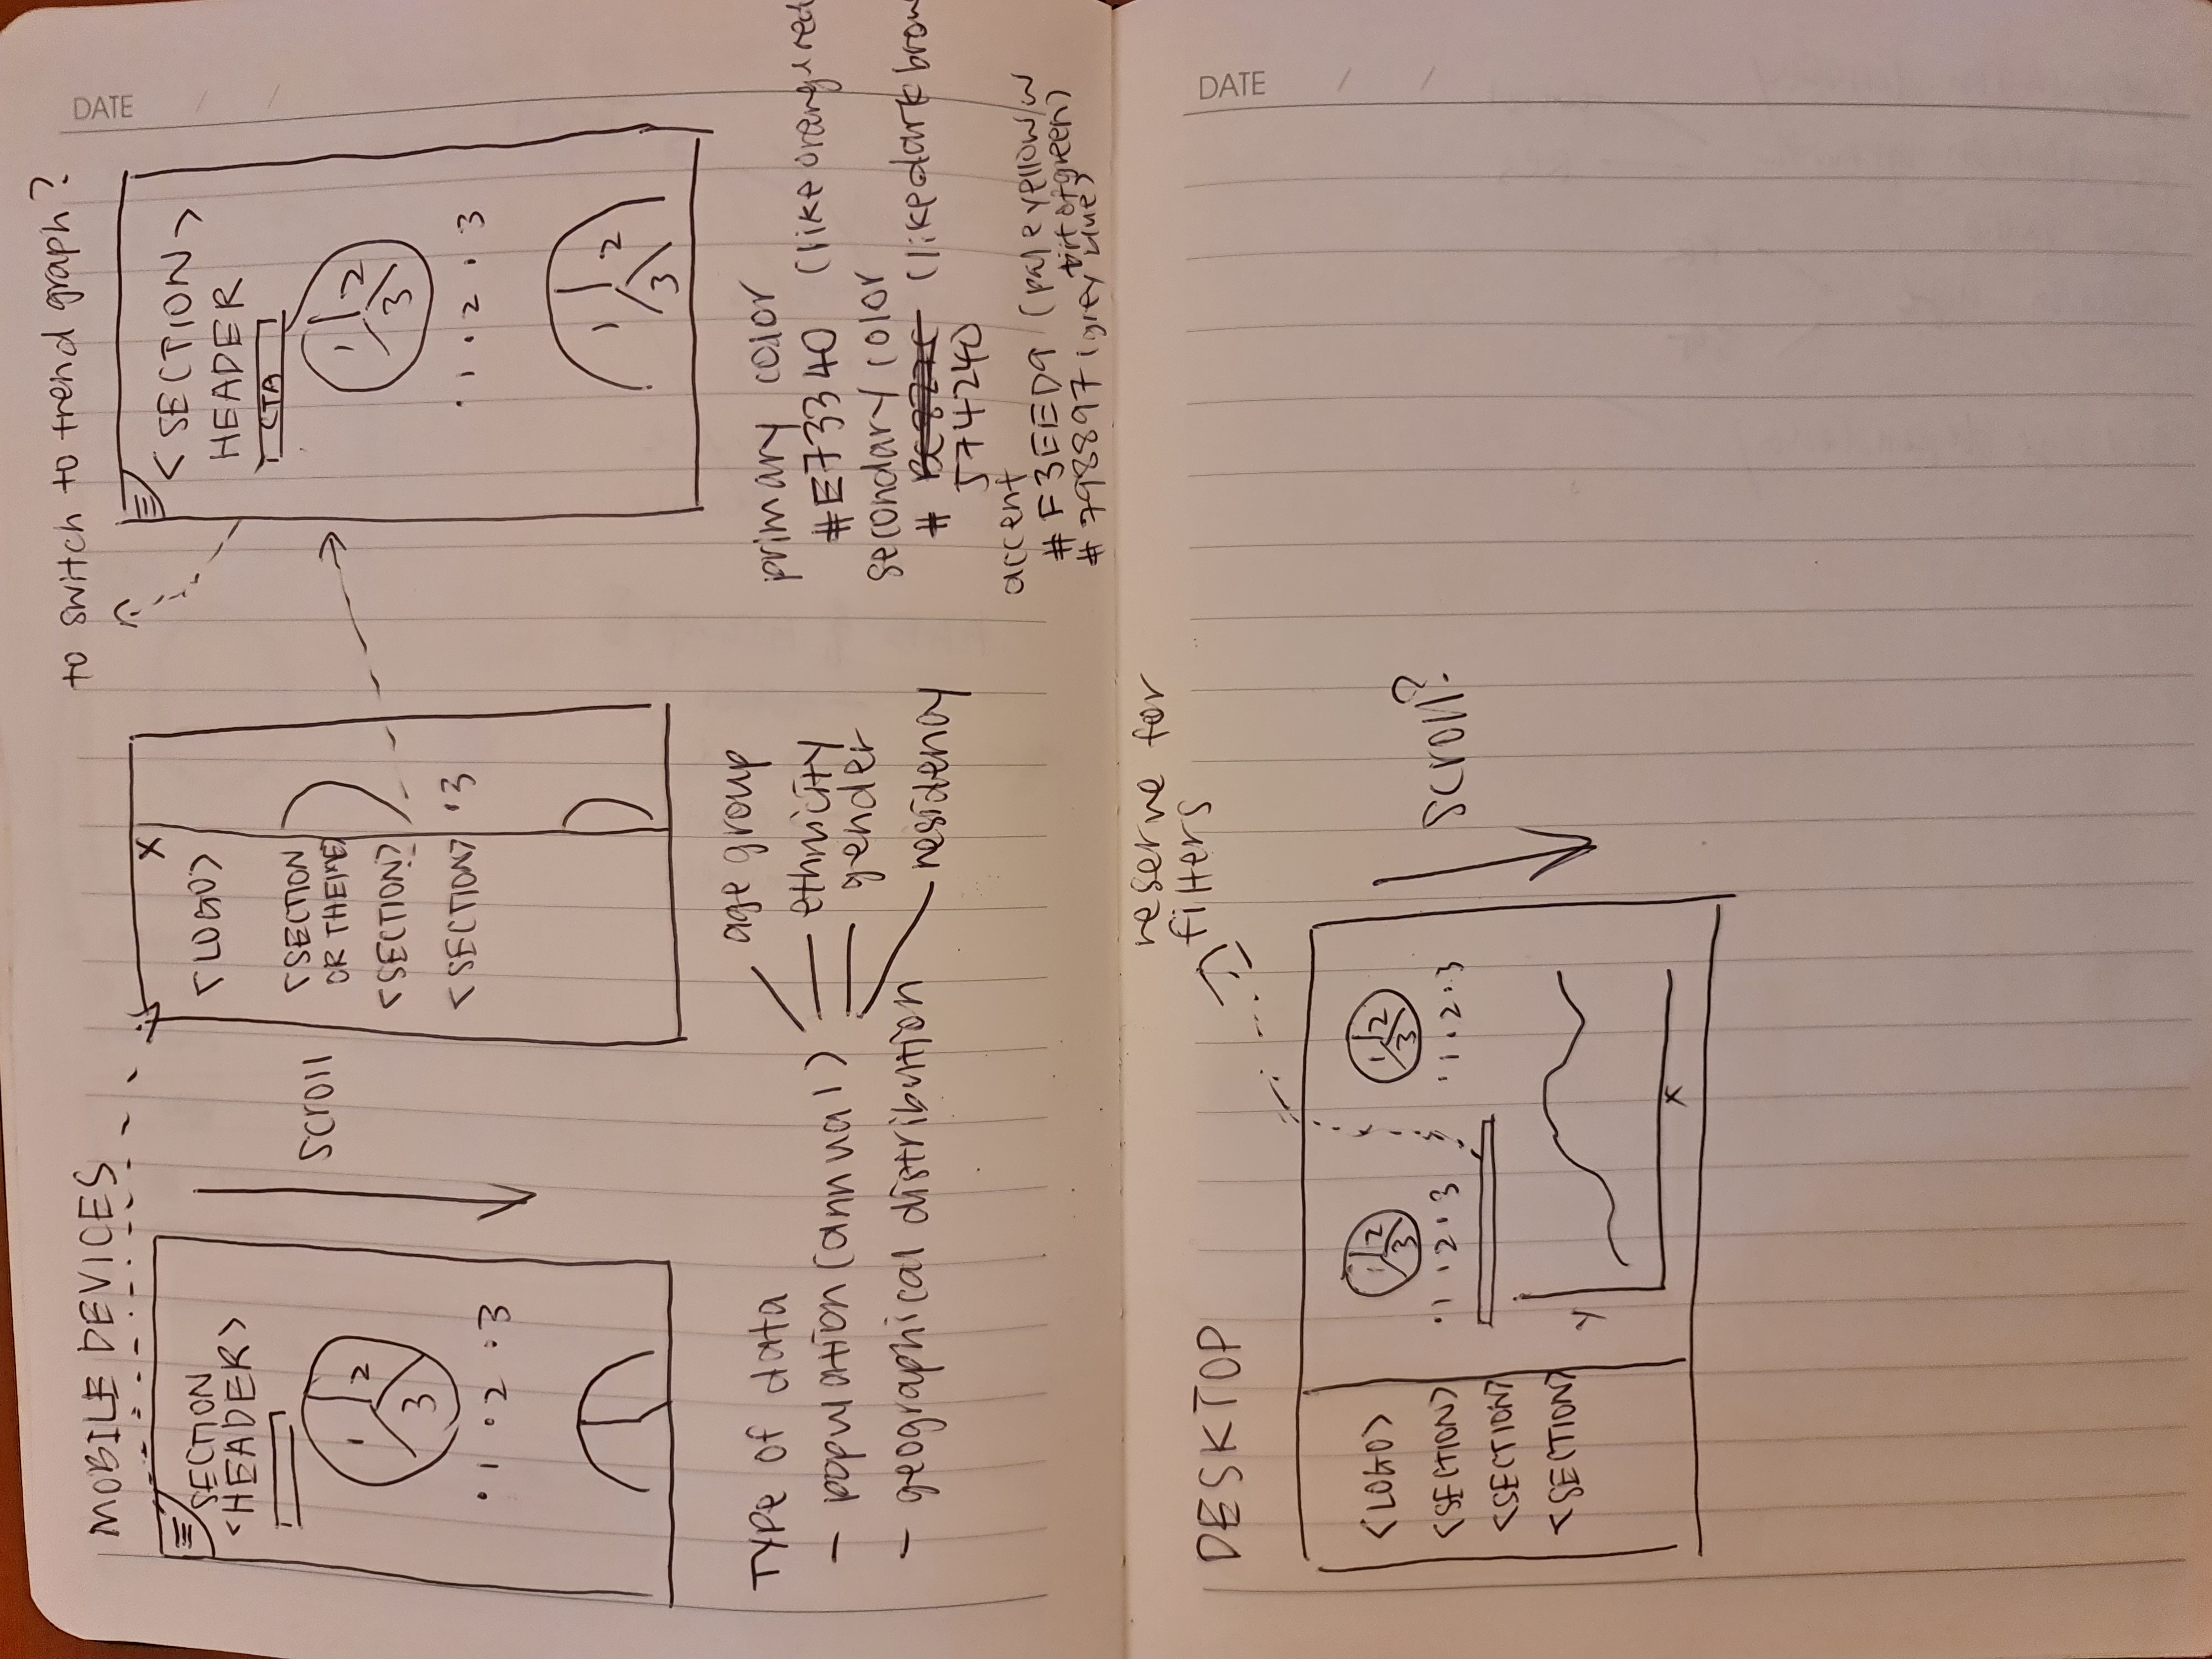 MOBILE DEVICES
to switch to trend graph?
DATE
SECTION
<HEADER>
1 2
3
· 1 · 2 · 3
scroll
X
<LOGO>
<SECTION
OR THEME>
<SECTION>
<SECTION> · 3
<SECTION>
HEADER
CTA
1 2
3
· 1 · 2 · 3
1 2
3
TYPE of data
- population (annual)
- geographical distribution
age group
ethnicity
gender
residency
primary color
#E73340 (like orange red
secondary color
# (like dark brow
574240
accent
#F3EED9 (pale yellow w/
bit of green)
#798897 (grey blue)
reserve for
filters
DESKTOP
DATE
<LOGO>
<SECTION>
<SECTION>
<SECTION>
1 2
3
· 1 · 2 · 3
1 2
3
· 1 · 2 · 3
Y
X
scroll?